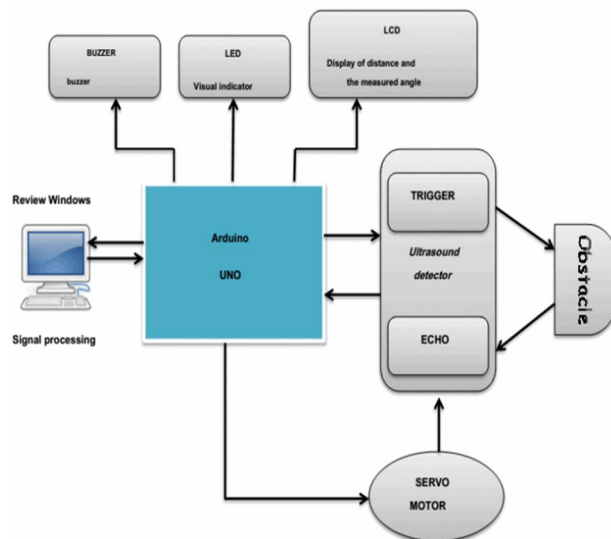 BUZZER
buzzer
LED
Visual indicator
LCD
Display of distance and
the measured angle
Review Windows
Signal processing
Arduino
UNO
TRIGGER
Ultrasound
detector
ECHO
Obstacie
SERVO
MOTOR